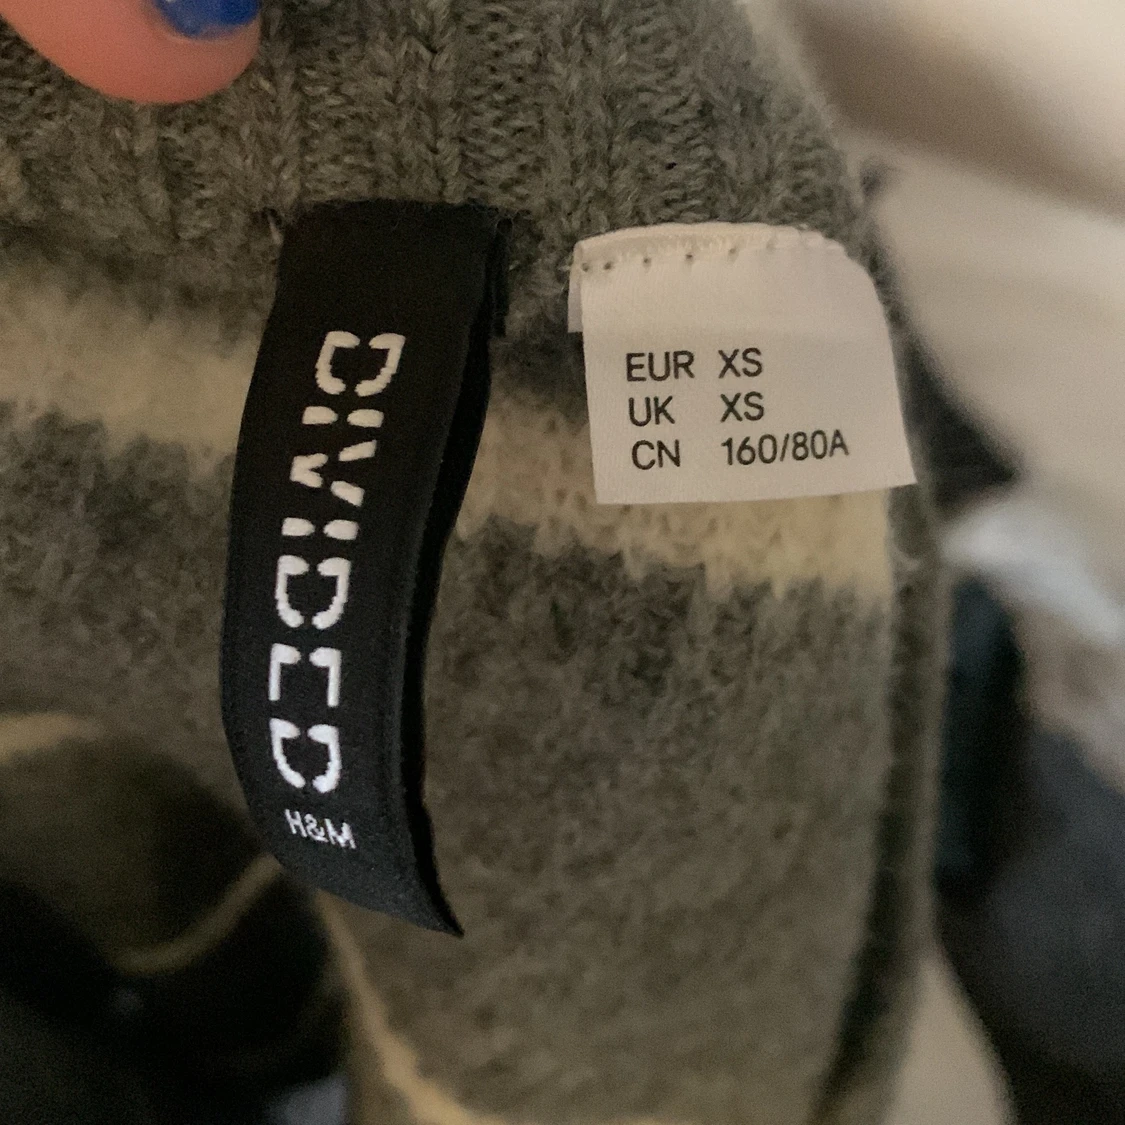 DIVIDED
H&M
EUR XS
UK XS
CN 160/80A